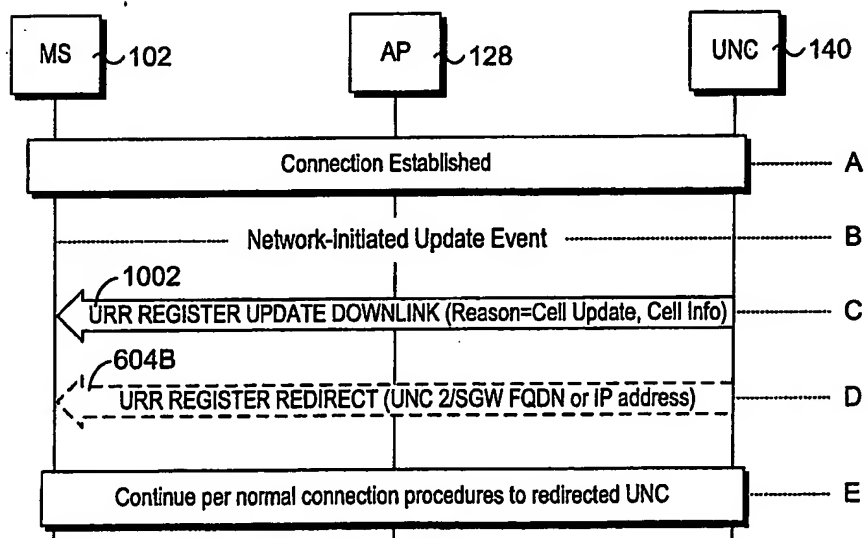 MS 102 AP 128 UNC 140
Connection Established A
Network-initiated Update Event B
1002
URR REGISTER UPDATE DOWNLINK (Reason=Cell Update, Cell Info) C
604B
URR REGISTER REDIRECT (UNC 2/SGW FQDN or IP address) D
Continue per normal connection procedures to redirected UNC E